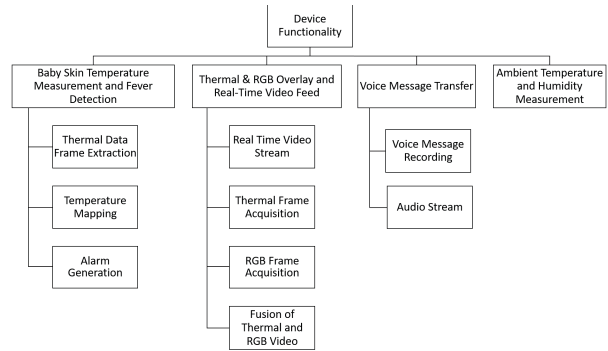 Device
Functionality
Baby Skin Temperature
Measurement and Fever
Detection
Thermal Data
Frame Extraction
Temperature
Mapping
Alarm
Generation
Thermal & RGB Overlay and
Real-Time Video Feed
Real Time Video
Stream
Thermal Frame
Acquisition
RGB Frame
Acquisition
Fusion of
Thermal and
RGB Video
Voice Message Transfer
Voice Message
Recording
Audio Stream
Ambient Temperature
and Humidity
Measurement